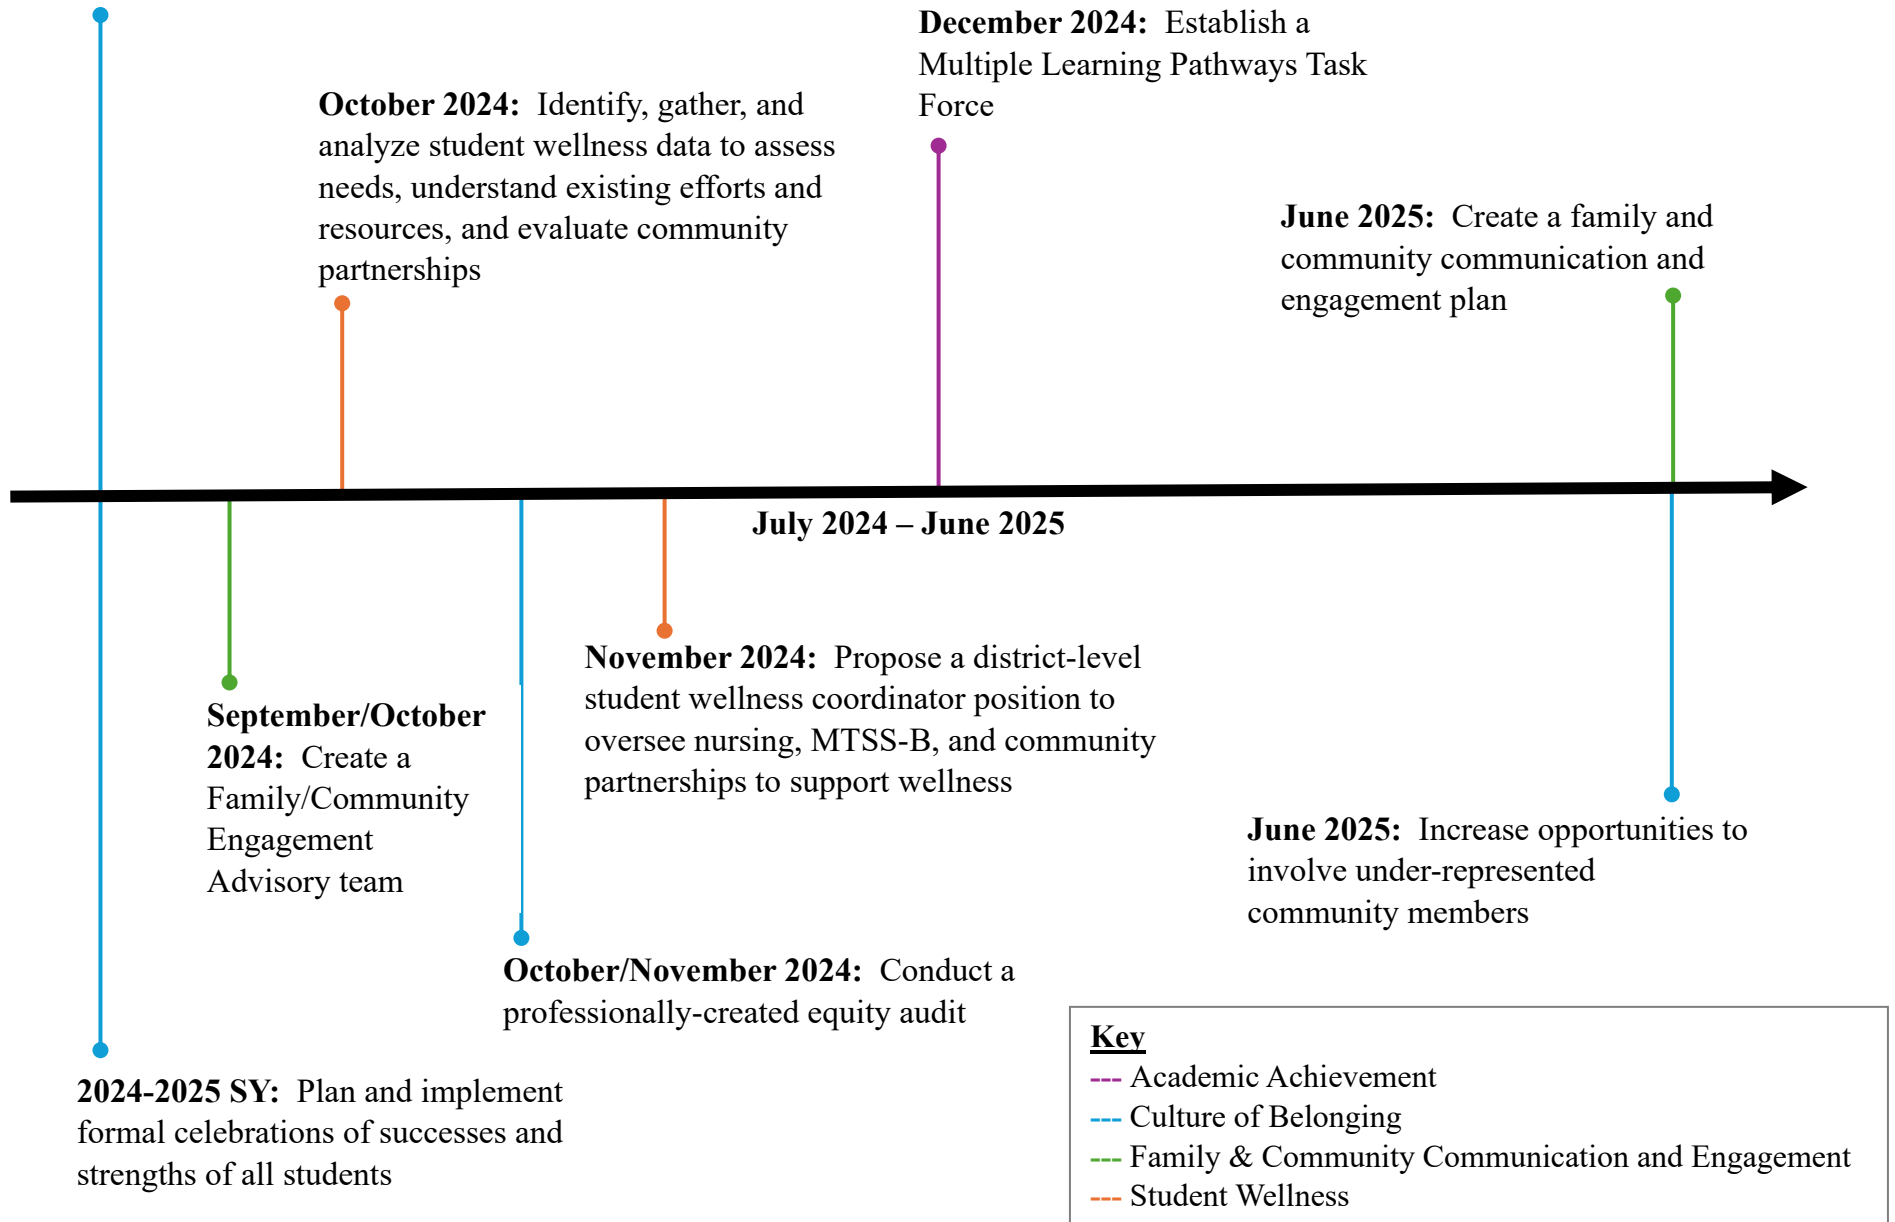 December 2024: Establish a
Multiple Learning Pathways Task
Force
October 2024: Identify, gather, and
analyze student wellness data to assess
needs, understand existing efforts and
resources, and evaluate community
partnerships
June 2025: Create a family and
community communication and
engagement plan
July 2024 – June 2025
November 2024: Propose a district-level
student wellness coordinator position to
oversee nursing, MTSS-B, and community
partnerships to support wellness
September/October
2024: Create a
Family/Community
Engagement
Advisory team
June 2025: Increase opportunities to
involve under-represented
community members
October/November 2024: Conduct a
professionally-created equity audit
2024-2025 SY: Plan and implement
formal celebrations of successes and
strengths of all students
Key
--- Academic Achievement
--- Culture of Belonging
--- Family & Community Communication and Engagement
--- Student Wellness